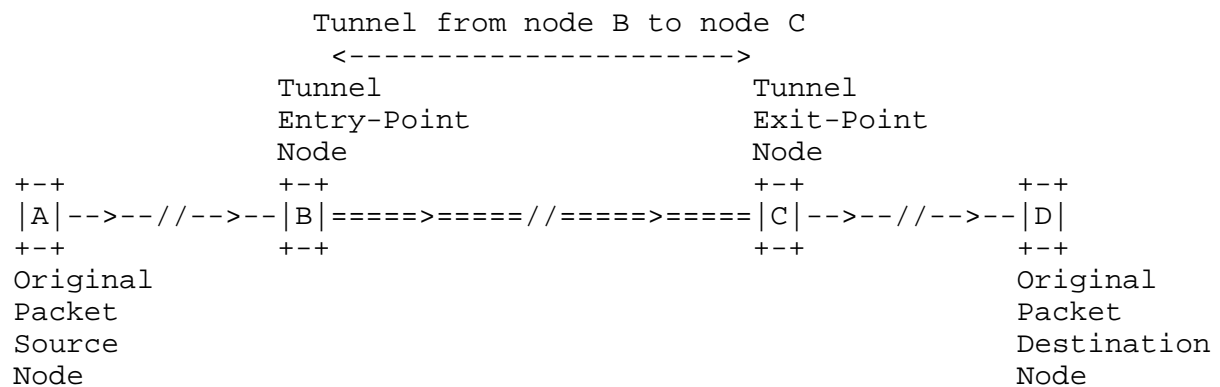 Tunnel from node B to node C
                       <---------------------->
                    Tunnel                     Tunnel
                    Entry-Point                Exit-Point
                    Node                       Node
+-+                 +-+                        +-+            +-+
|A|-->--//-->--|B|=====>=====//=====>=====|C|-->--//-->--|D|
+-+                 +-+                        +-+            +-+
Original                                                      Original
Packet                                                        Packet
Source                                                        Destination
Node                                                          Node